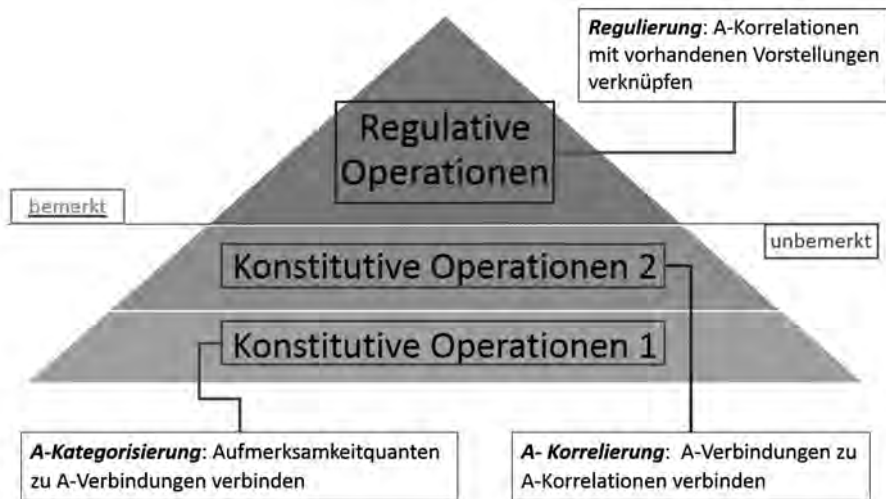 Regulierung: A-Korrelationen
mit vorhandenen Vorstellungen
verknüpfen
Regulative
Operationen
bemerkt
unbemerkt
Konstitutive Operationen 2
Konstitutive Operationen 1
A-Kategorisierung: Aufmerksamkeitquanten
zu A-Verbindungen verbinden
A- Korrelierung: A-Verbindungen zu
A-Korrelationen verbinden